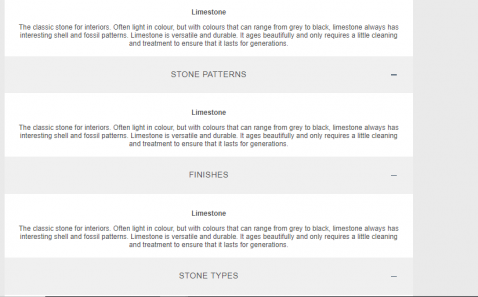 Limestone
The classic stone for interiors. Often light in colour, but with colours that can range from grey to black, limestone always has
interesting shell and fossil patterns. Limestone is versatile and durable. It ages beautifully and only requires a little cleaning
and treatment to ensure that it lasts for generations.
STONE PATTERNS –
Limestone
The classic stone for interiors. Often light in colour, but with colours that can range from grey to black, limestone always has
interesting shell and fossil patterns. Limestone is versatile and durable. It ages beautifully and only requires a little cleaning
and treatment to ensure that it lasts for generations.
FINISHES –
Limestone
The classic stone for interiors. Often light in colour, but with colours that can range from grey to black, limestone always has
interesting shell and fossil patterns. Limestone is versatile and durable. It ages beautifully and only requires a little cleaning
and treatment to ensure that it lasts for generations.
STONE TYPES –